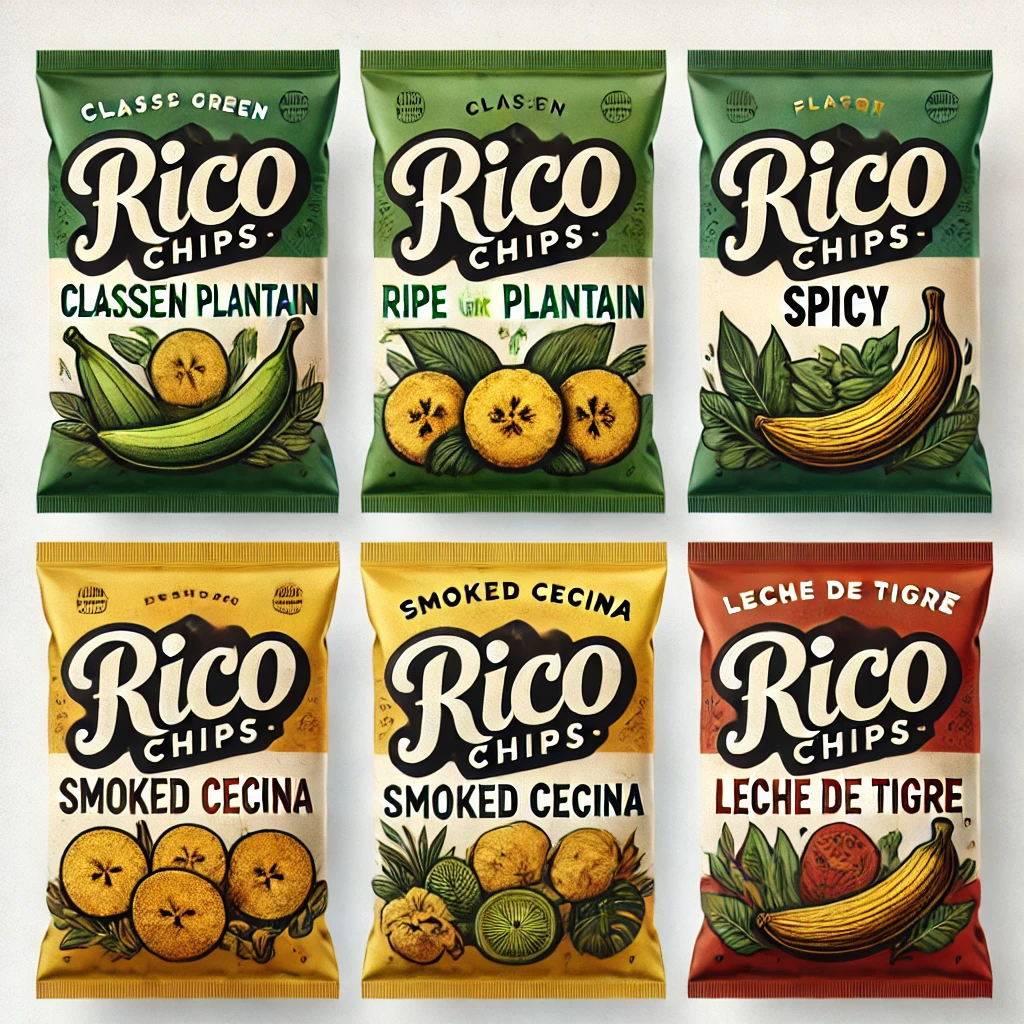 CLASSE GREEN
Rico
CHIPS
CLASSEN PLANTAIN
CLAS:EN
Rico
CHIPS
RIPE PLANTAIN
Rico
CHIPS
SPICY
Rico
CHIPS
SMOKED CECINA
SMOKED CECINA
Rico
CHIPS
SMOKED CECINA
LECHE DE TIGRE
Rico
CHIPS
LECHE DE TIGRE